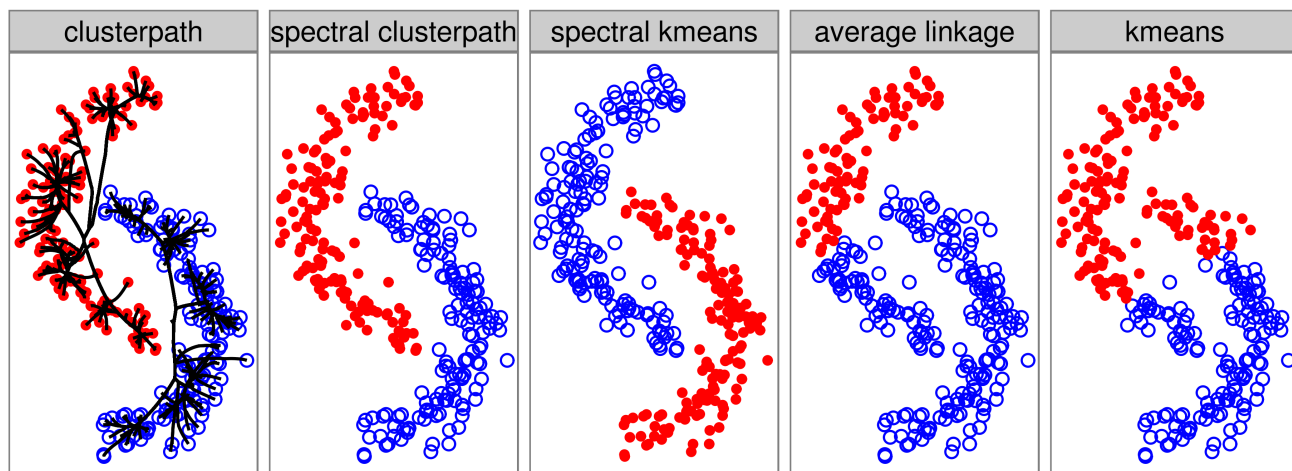 clusterpath
spectral clusterpath
spectral kmeans
average linkage
kmeans